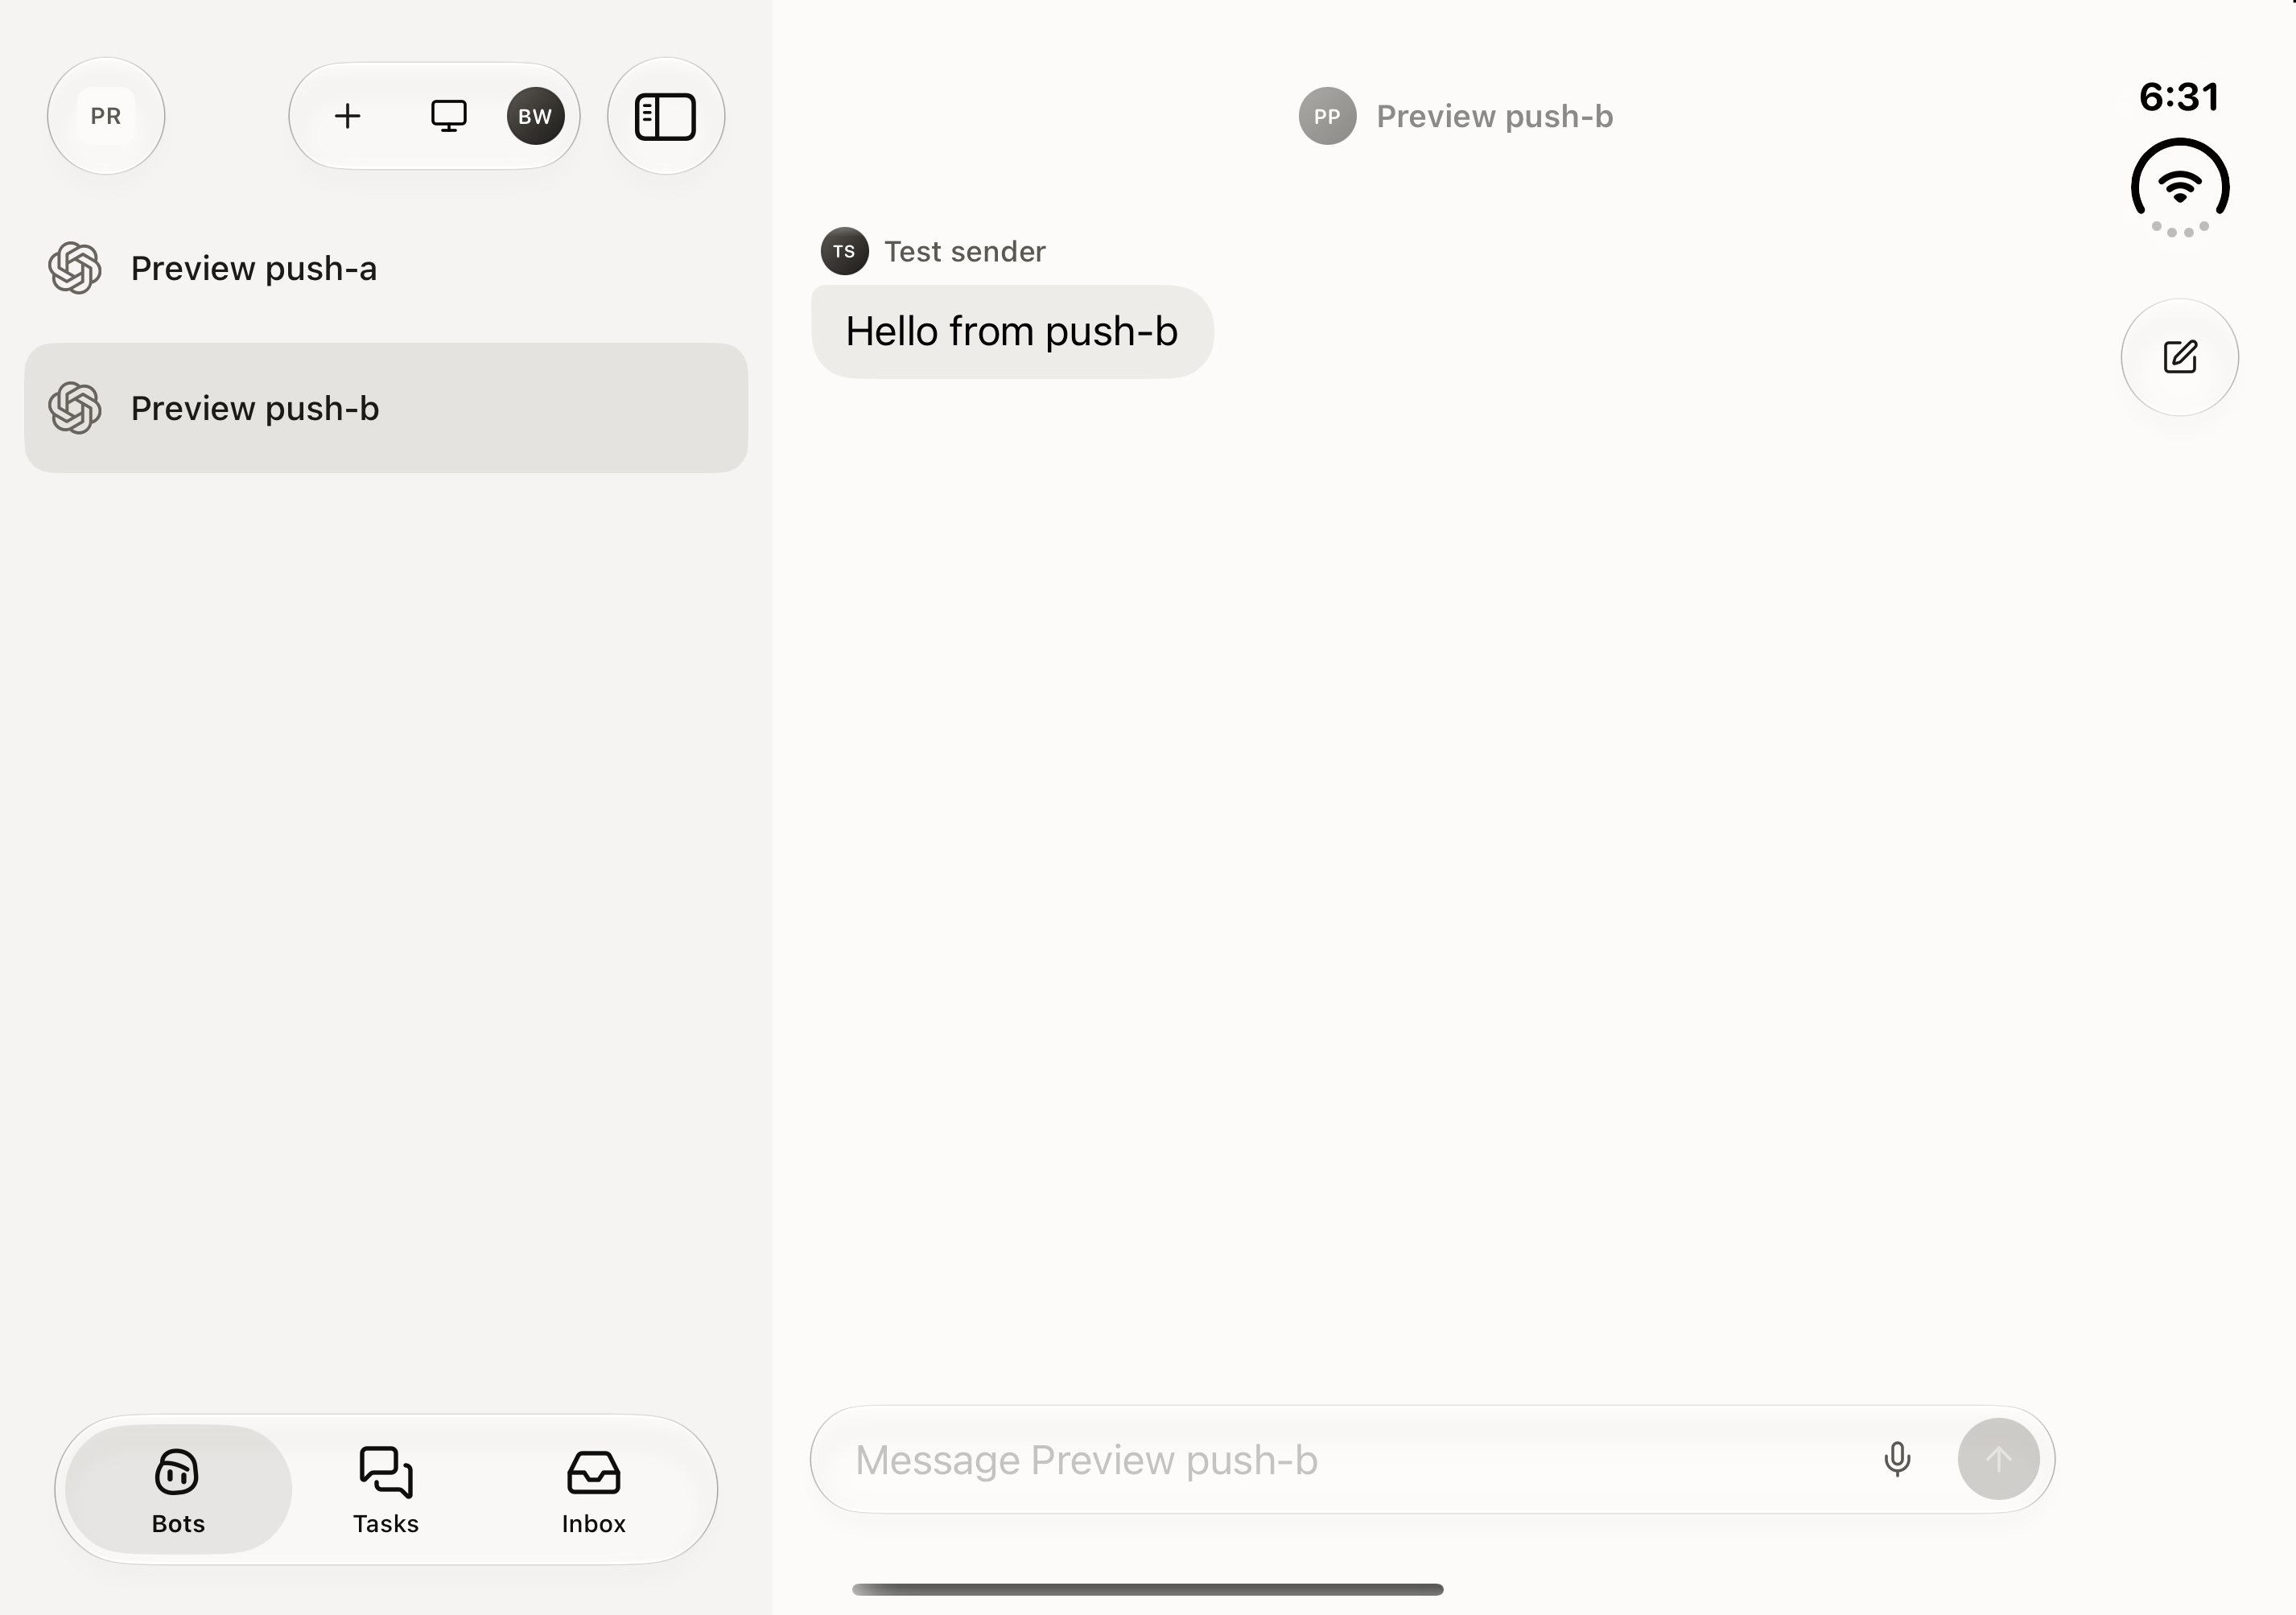 PR
BW
Preview push-a
Preview push-b
Bots
Tasks
Inbox
PP Preview push-b
6:31
TS Test sender
Hello from push-b
Message Preview push-b